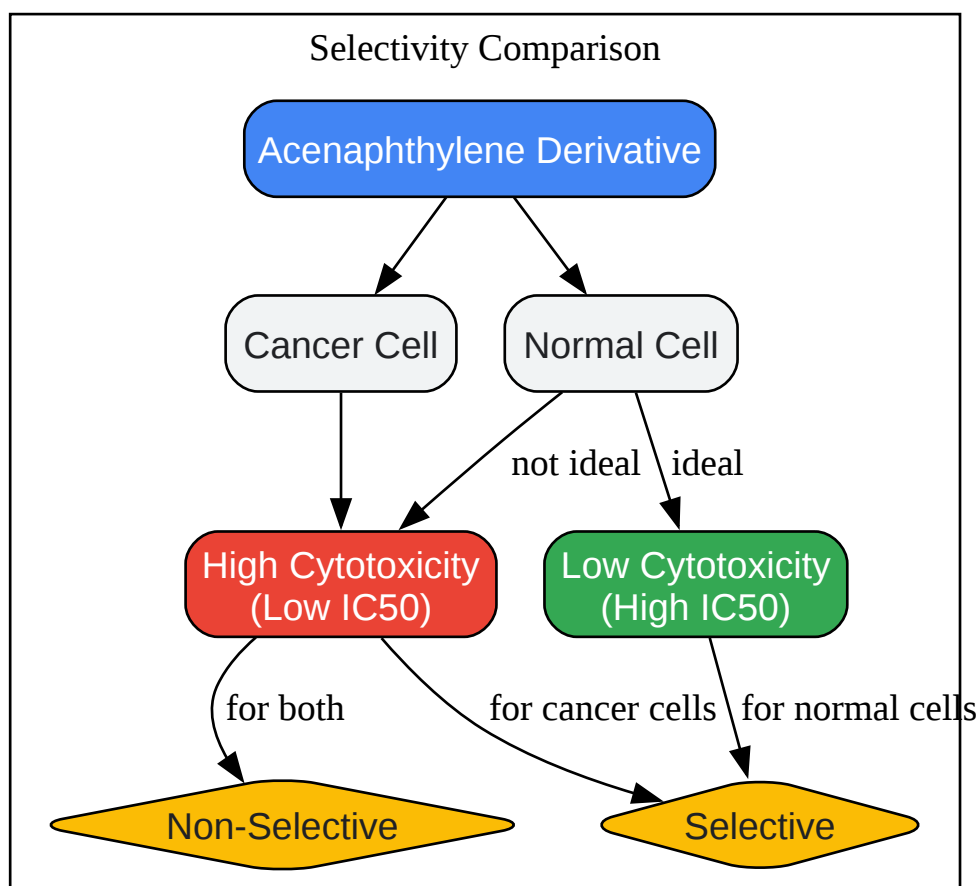 Selectivity Comparison
Acenaphthylene Derivative
Cancer Cell
Normal Cell
not ideal
ideal
High Cytotoxicity
(Low IC50)
Low Cytotoxicity
(High IC50)
for both
for cancer cells
for normal cells
Non-Selective
Selective